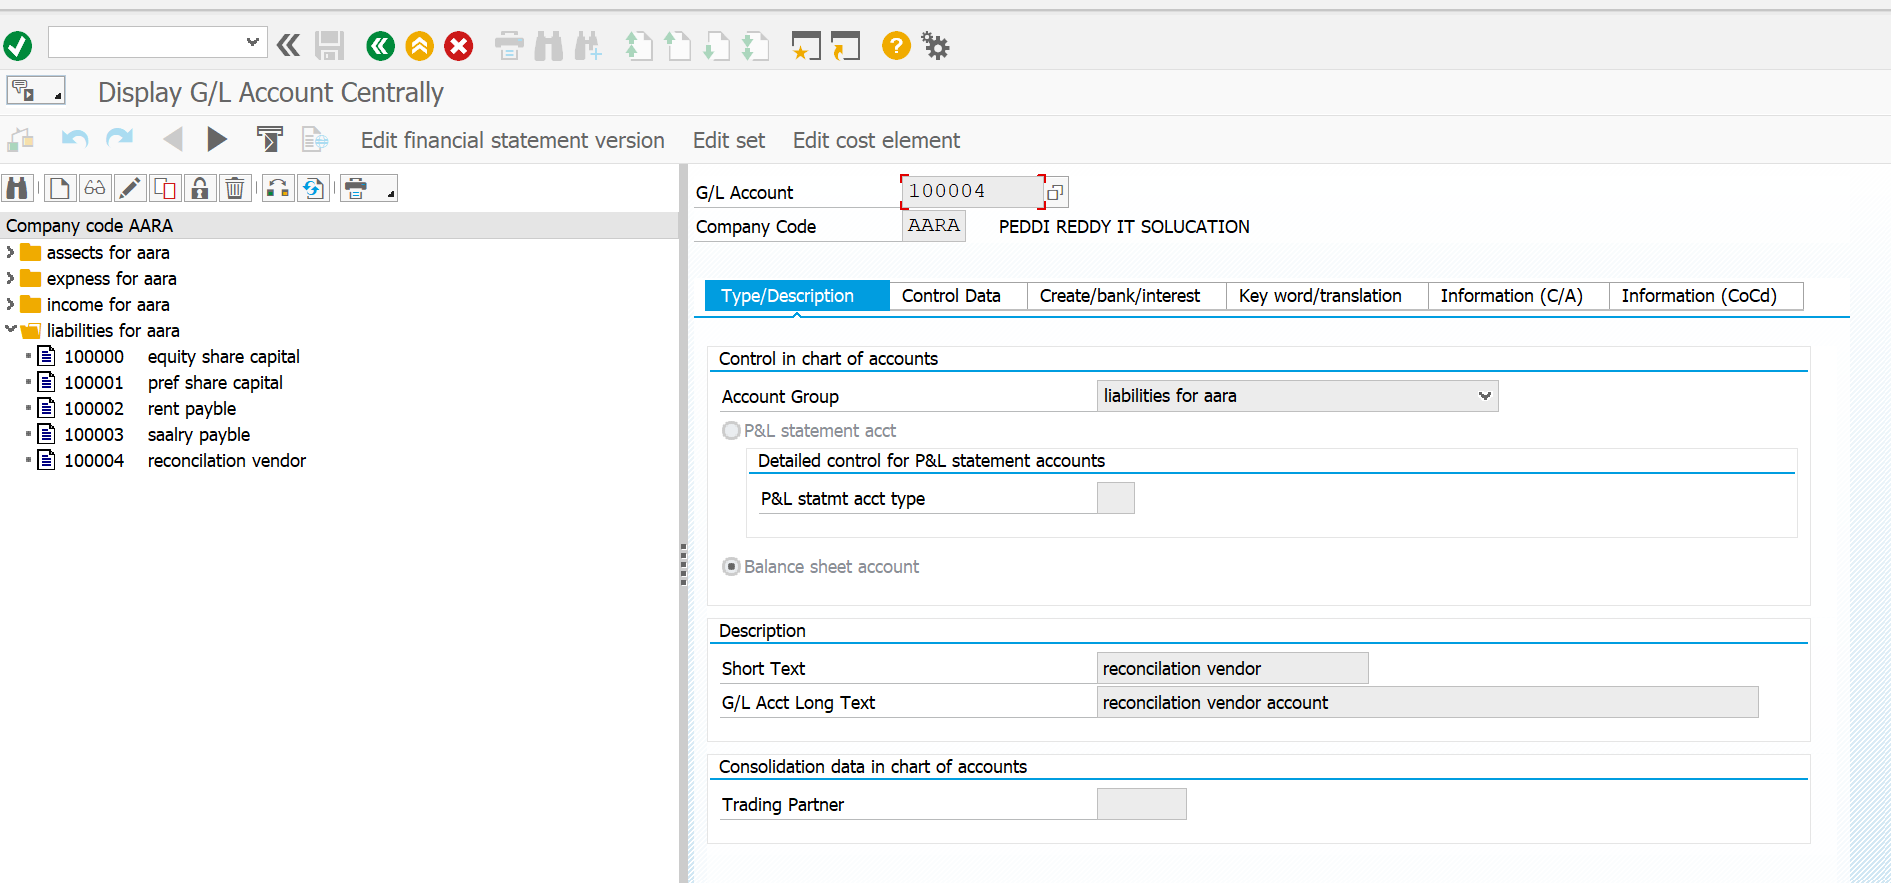 Display G/L Account Centrally
Edit financial statement version Edit set Edit cost element
Company code AARA
assects for aara
expness for aara
income for aara
liabilities for aara
100000 equity share capital
100001 pref share capital
100002 rent payble
100003 saalry payble
100004 reconcilation vendor
G/L Account 100004
Company Code AARA PEDDI REDDY IT SOLUCATION
Type/Description Control Data Create/bank/interest Key word/translation Information (C/A) Information (CoCd)
Control in chart of accounts
Account Group liabilities for aara
P&L statement acct
Detailed control for P&L statement accounts
P&L statmt acct type
Balance sheet account
Description
Short Text reconcilation vendor
G/L Acct Long Text reconcilation vendor account
Consolidation data in chart of accounts
Trading Partner